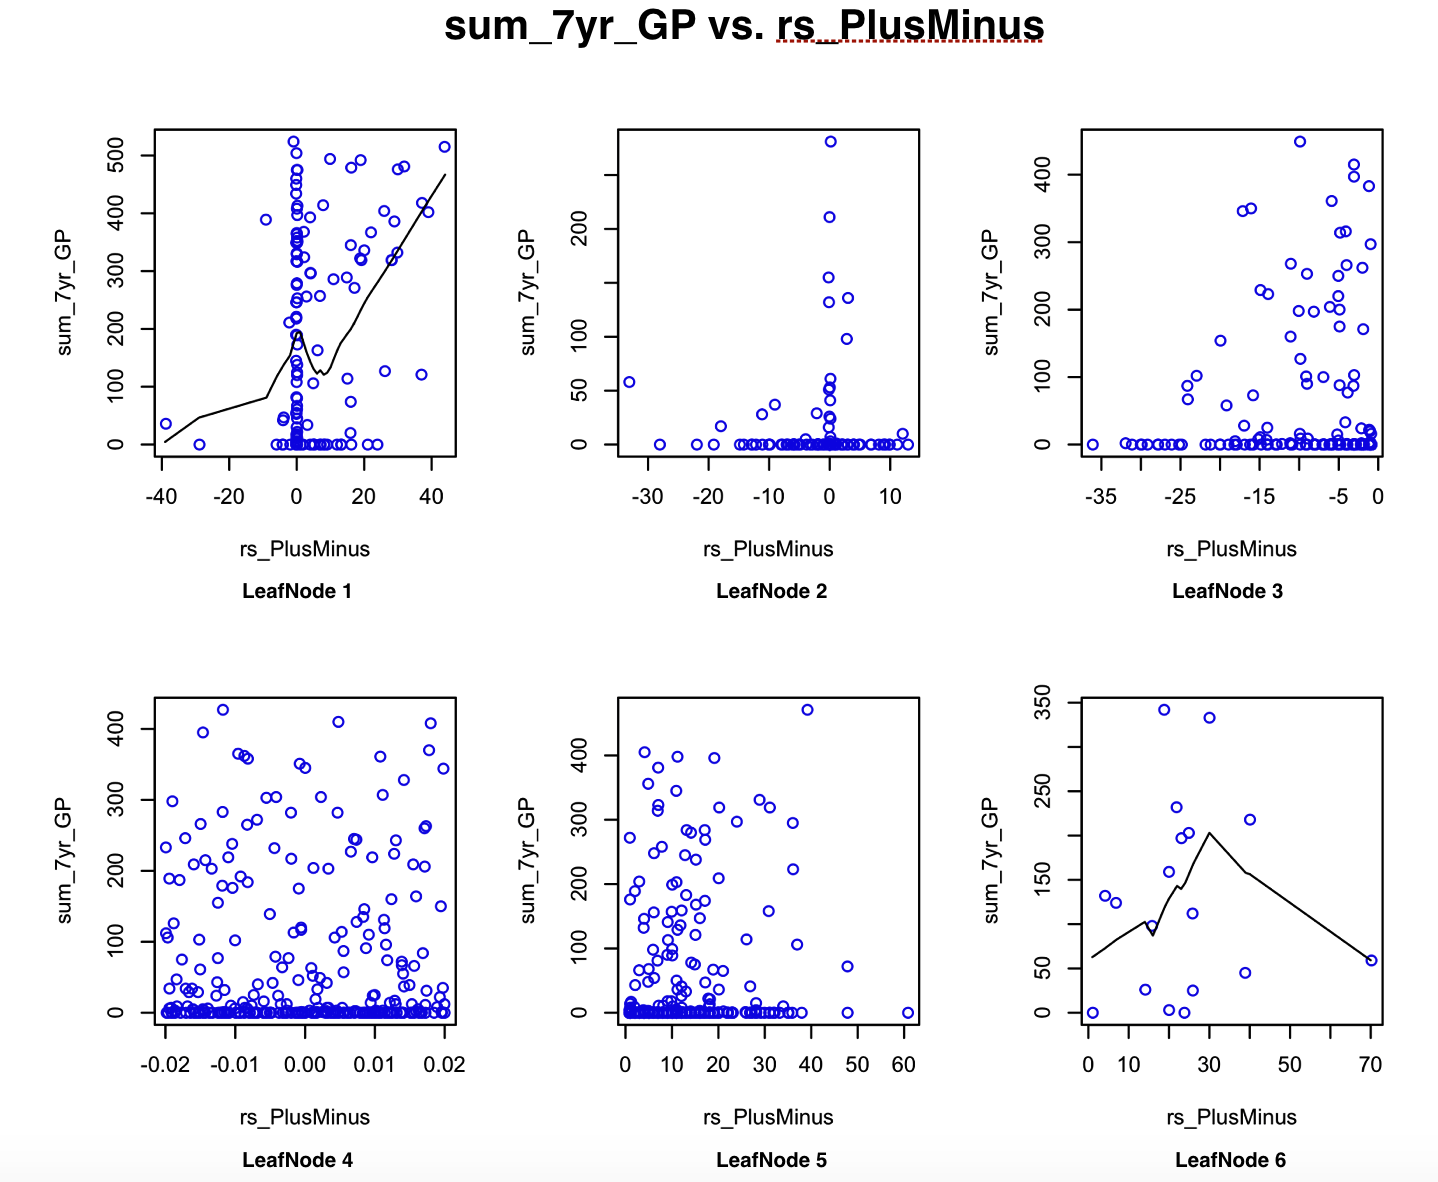 sum_7yr_GP vs. rs_PlusMinus
sum_7yr_GP
0 100 200 300 400 500
-40 -20 0 20 40
rs_PlusMinus
LeafNode 1
sum_7yr_GP
0 50 100 200
-30 -20 -10 0 10
rs_PlusMinus
LeafNode 2
sum_7yr_GP
0 100 200 300 400
-35 -25 -15 -5 0
rs_PlusMinus
LeafNode 3
sum_7yr_GP
0 100 200 300 400
-0.02 -0.01 0.00 0.01 0.02
rs_PlusMinus
LeafNode 4
sum_7yr_GP
0 100 200 300 400
0 10 20 30 40 50 60
rs_PlusMinus
LeafNode 5
sum_7yr_GP
0 50 150 250 350
0 10 30 50 70
rs_PlusMinus
LeafNode 6